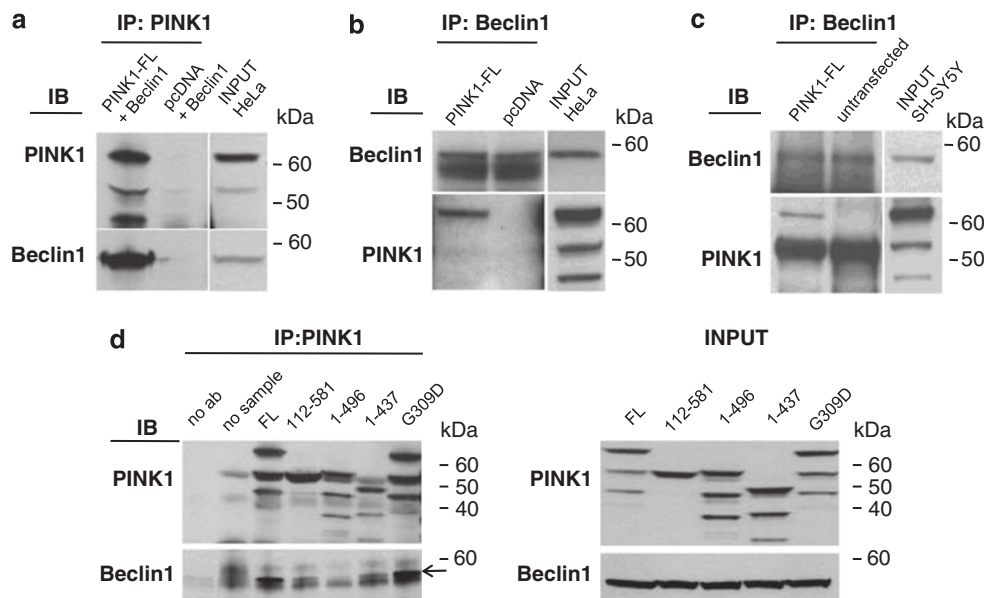 a
IP: PINK1
IB
PINK1-FL
+ Beclin1
pcDNA
+ Beclin1
INPUT
HeLa
kDa
PINK1
- 60
- 50
Beclin1
- 60
b
IP: Beclin1
IB
PINK1-FL
pcDNA
INPUT
HeLa
kDa
Beclin1
- 60
PINK1
- 60
- 50
c
IP: Beclin1
IB
PINK1-FL
untransfected
INPUT
SH-SY5Y
kDa
Beclin1
- 60
PINK1
- 60
- 50
d
IP:PINK1
IB
no ab
no sample
FL
112-581
1-496
1-437
G309D
kDa
PINK1
- 60
- 50
- 40
Beclin1
- 60
INPUT
FL
112-581
1-496
1-437
G309D
kDa
PINK1
- 60
- 50
- 40
Beclin1
- 60